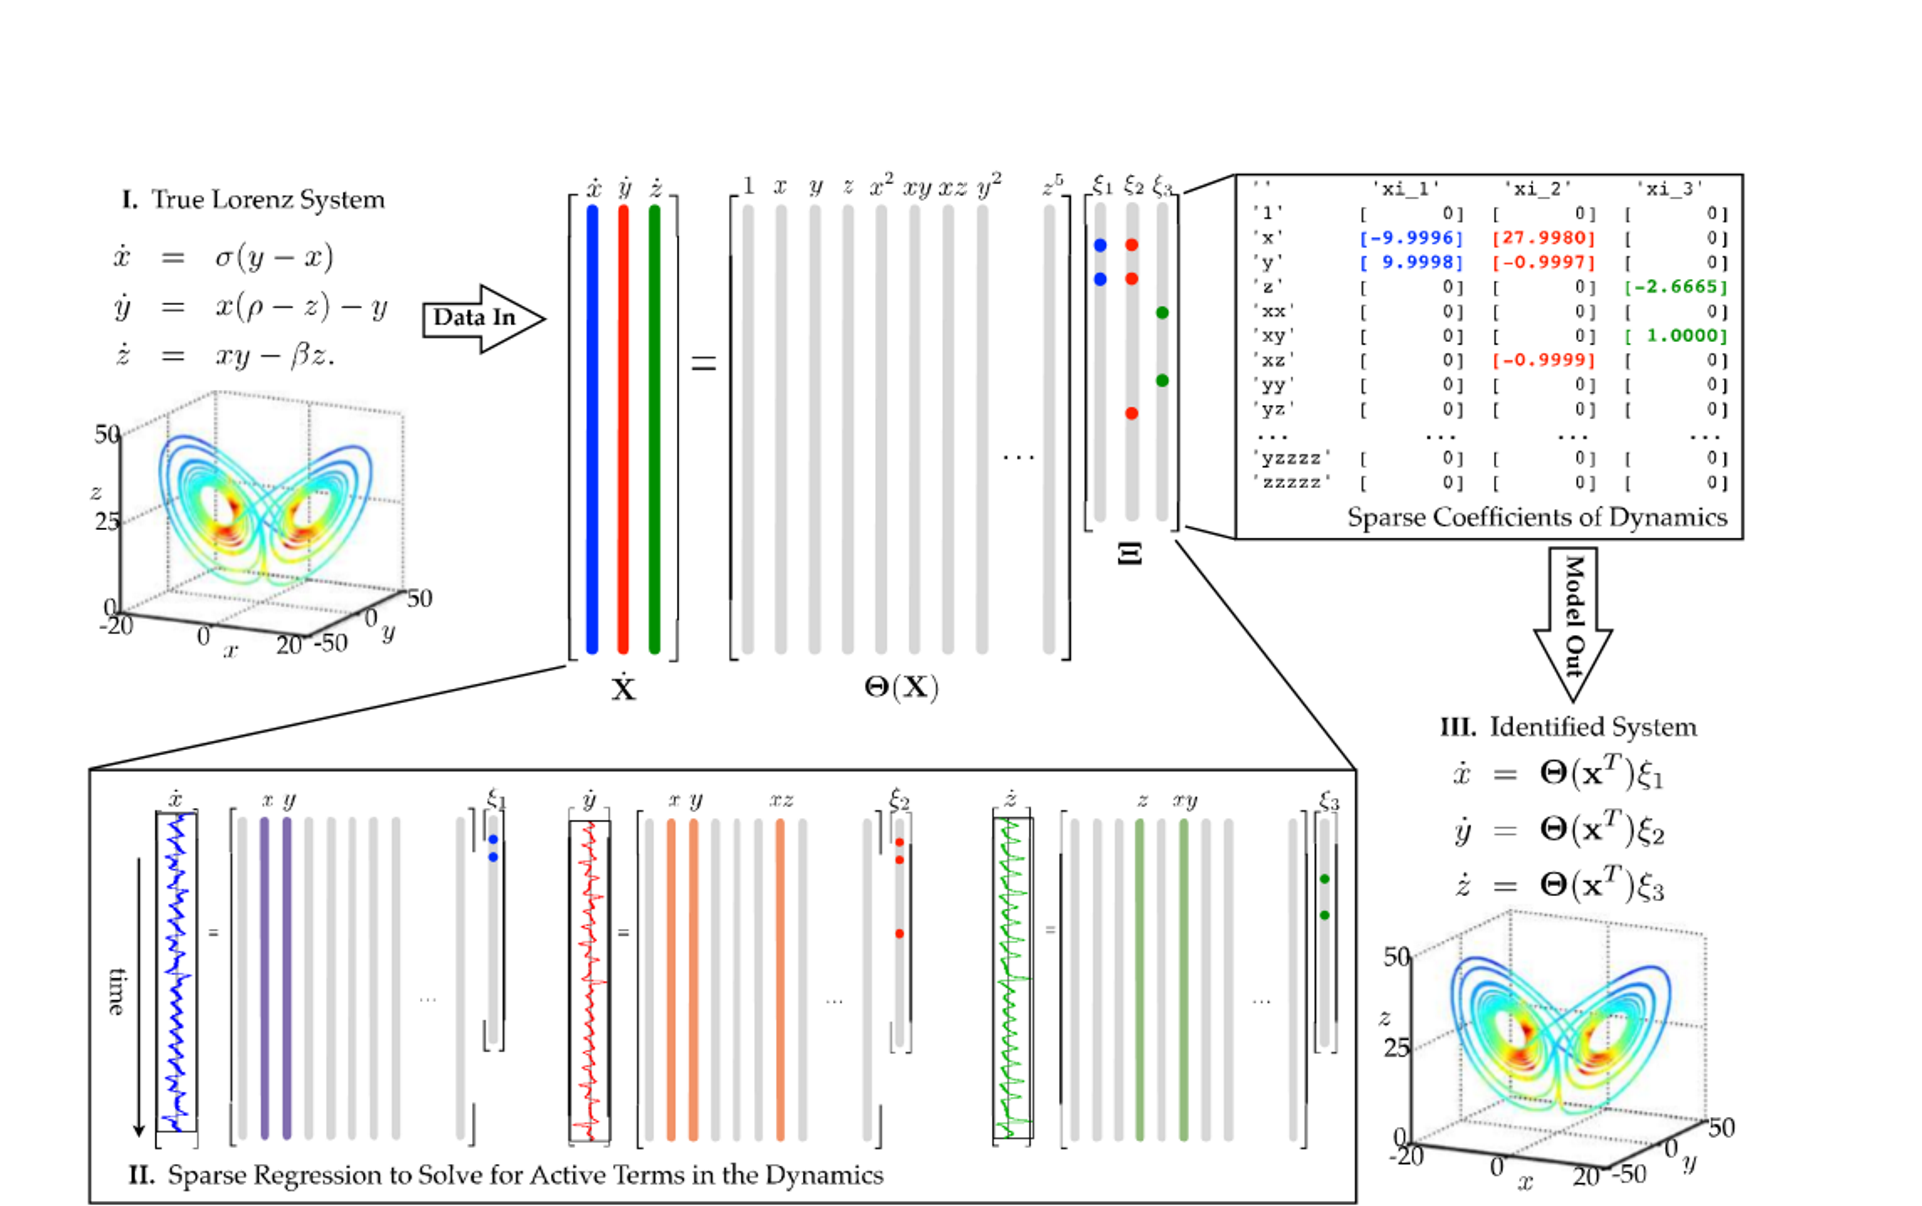 I. True Lorenz System
ẋ = σ(y − x)
ẏ = x(ρ − z) − y
ż = xy − βz.
50
25
0
z
-20
0
20
x
-50
0
50
y
Data In
ẋ ẏ ż
Ẋ
=
1 x y z x² xy xz y² z⁵
...
Θ(X)
ξ₁ ξ₂ ξ₃
Ξ
' ' 'xi_1' 'xi_2' 'xi_3'
'1' [ 0] [ 0] [ 0]
'x' [-9.9996] [27.9980] [ 0]
'y' [ 9.9998] [-0.9997] [ 0]
'z' [ 0] [ 0] [-2.6665]
'xx' [ 0] [ 0] [ 0]
'xy' [ 0] [ 0] [ 1.0000]
'xz' [ 0] [-0.9999] [ 0]
'yy' [ 0] [ 0] [ 0]
'yz' [ 0] [ 0] [ 0]
... ... ... ...
'yzzzz' [ 0] [ 0] [ 0]
'zzzzz' [ 0] [ 0] [ 0]
Sparse Coefficients of Dynamics
Model Out
time
ẋ = x y ... ξ₁
ẏ = x y xz ... ξ₂
ż = z xy ... ξ₃
II. Sparse Regression to Solve for Active Terms in the Dynamics
III. Identified System
ẋ = Θ(xᵀ)ξ₁
ẏ = Θ(xᵀ)ξ₂
ż = Θ(xᵀ)ξ₃
50
25
0
z
-20
0
20
x
-50
0
50
y